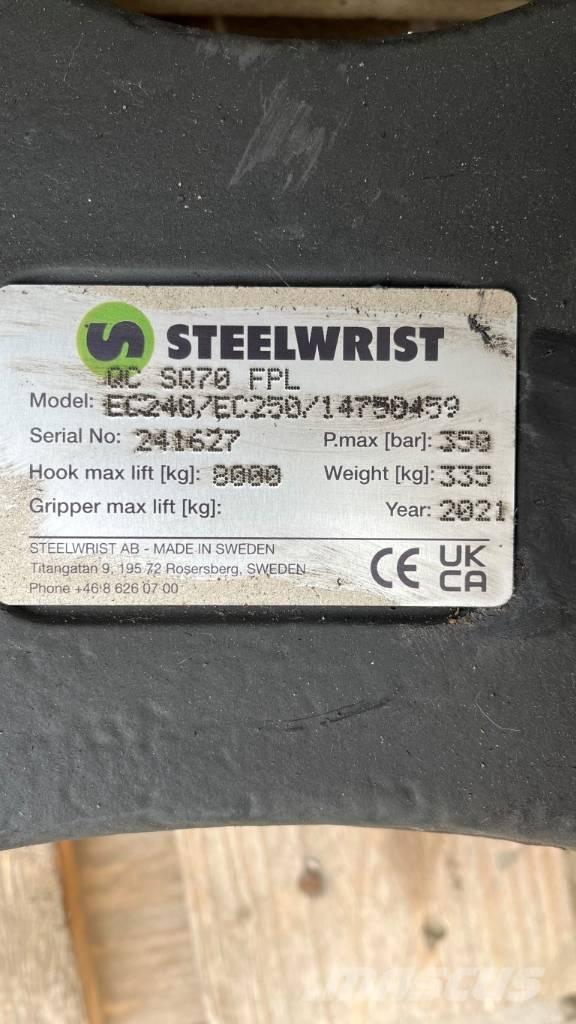 STEELWRIST
QC SQ70 FPL
Model: EC240/EC250/14750459
Serial No: 241627 P.max [bar]: 350
Hook max lift [kg]: 8000 Weight [kg]: 335
Gripper max lift [kg]: Year: 2021
STEELWRIST AB - MADE IN SWEDEN
Titangatan 9, 195 72 Rosersberg, SWEDEN
Phone +46 8 626 07 00
CE UK
CA
mascus